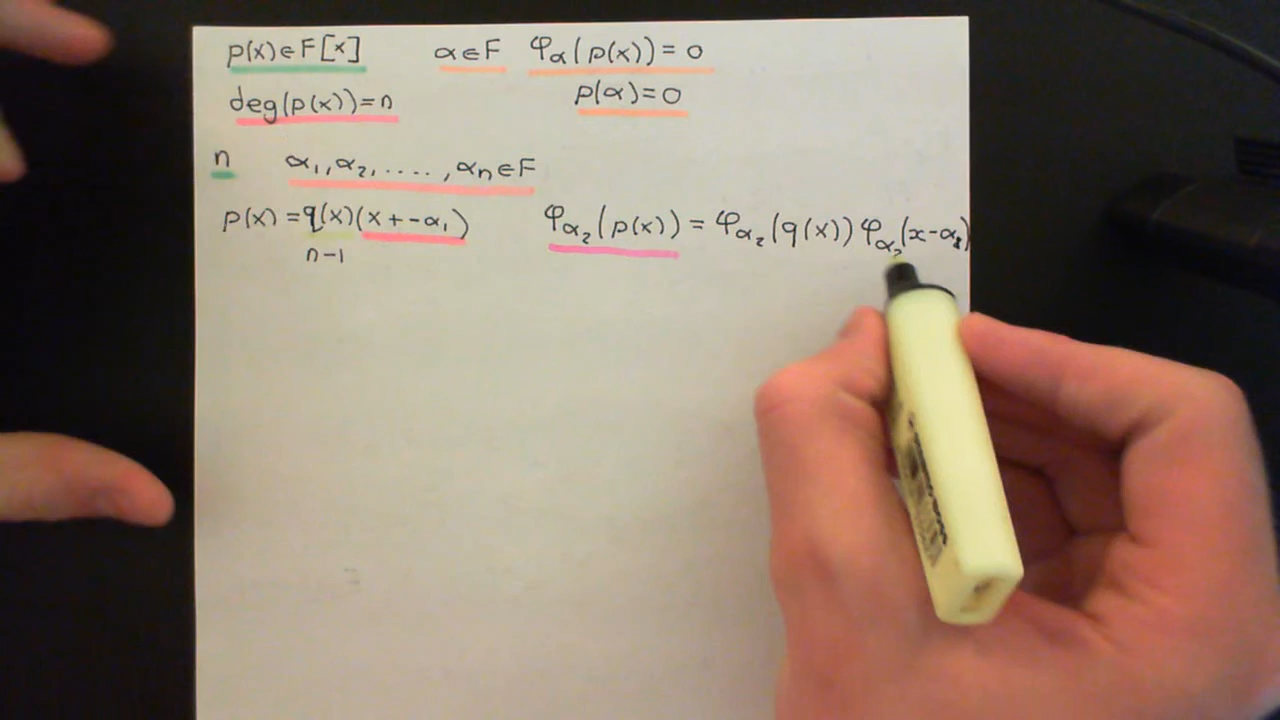 p(x) ∈ F[x] α ∈ F φα(p(x)) = 0
deg(p(x)) = n p(α) = 0
n α₁, α₂, ...., αn ∈ F
p(x) = q(x)(x + -α₁) φα₂(p(x)) = φα₂(q(x)) φα₂(x-α₁)
n-1